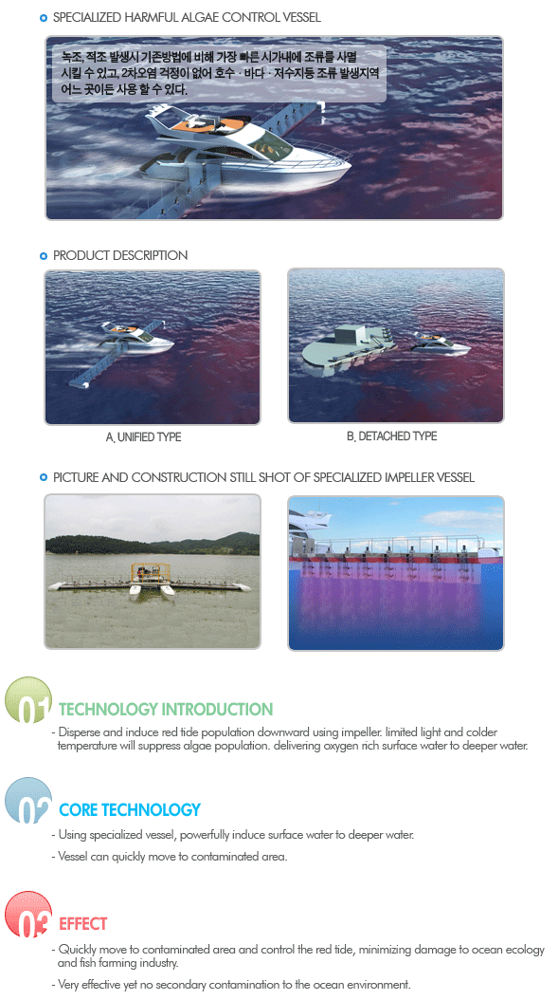 SPECIALIZED HARMFUL ALGAE CONTROL VESSEL
녹조, 적조 발생시 기존방법에 비해 가장 빠른 시가내에 조류를 사멸
시킬 수 있고, 2차오염 걱정이 없어 호수 · 바다 · 저수지등 조류 발생지역
어느 곳이든 사용 할 수 있다.
PRODUCT DESCRIPTION
A, UNIFIED TYPE
B, DETACHED TYPE
PICTURE AND CONSTRUCTION STILL SHOT OF SPECIALIZED IMPELLER VESSEL
01 TECHNOLOGY INTRODUCTION
- Disperse and induce red tide population downward using impeller. limited light and colder
temperature will suppress algae population. delivering oxygen rich surface water to deeper water.
02 CORE TECHNOLOGY
- Using specialized vessel, powerfully induce surface water to deeper water.
- Vessel can quickly move to contaminated area.
03 EFFECT
- Quickly move to contaminated area and control the red tide, minimizing damage to ocean ecology
and fish farming industry.
- Very effective yet no secondary contamination to the ocean environment.